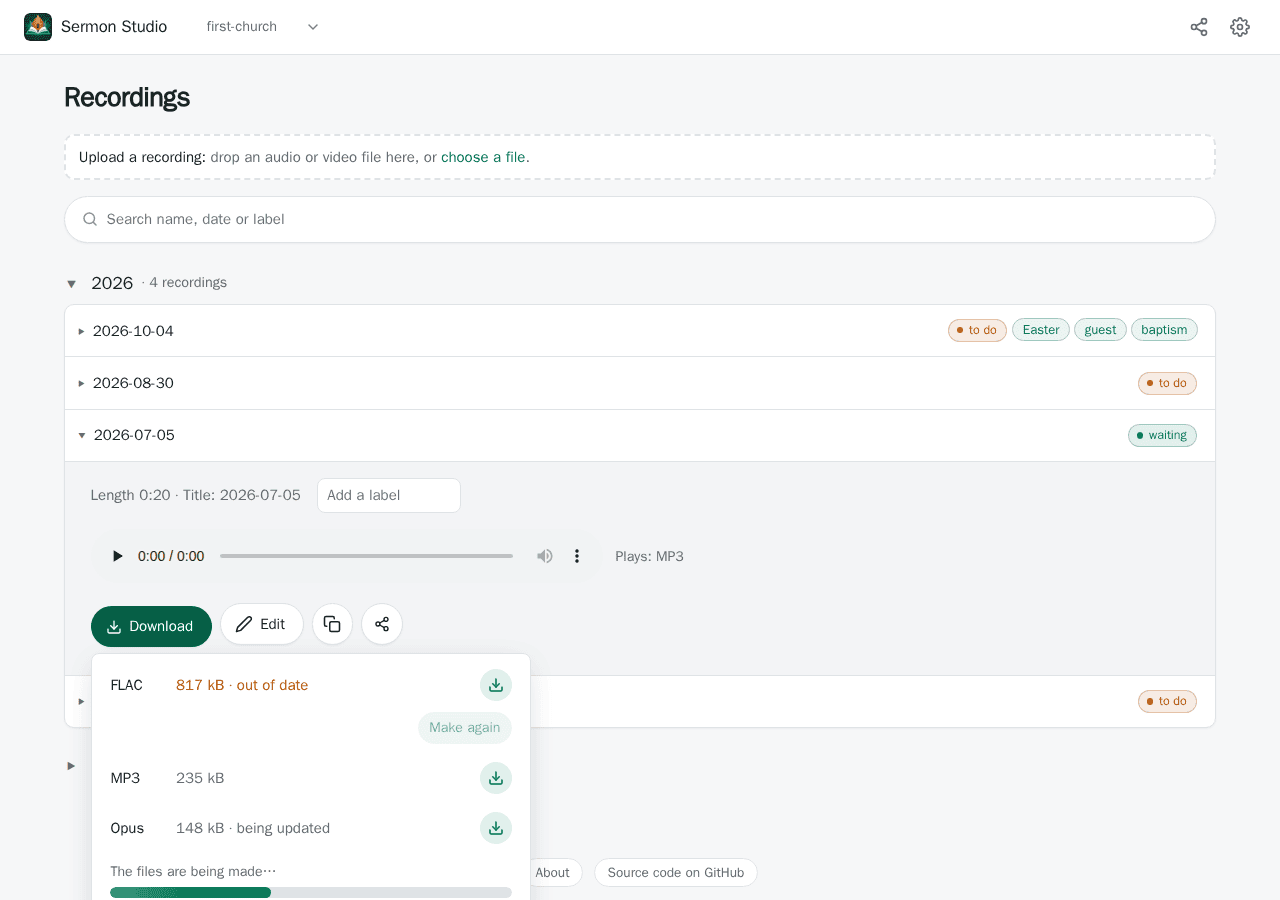 Sermon Studio
first-church
Recordings
Upload a recording: drop an audio or video file here, or choose a file.
Search name, date or label
2026 · 4 recordings
2026-10-04 to do Easter guest baptism
2026-08-30 to do
2026-07-05 waiting
Length 0:20 · Title: 2026-07-05 Add a label
0:00 / 0:00 Plays: MP3
Download Edit
FLAC 817 kB · out of date
to do
Make again
MP3 235 kB
Opus 148 kB · being updated
The files are being made···
About Source code on GitHub